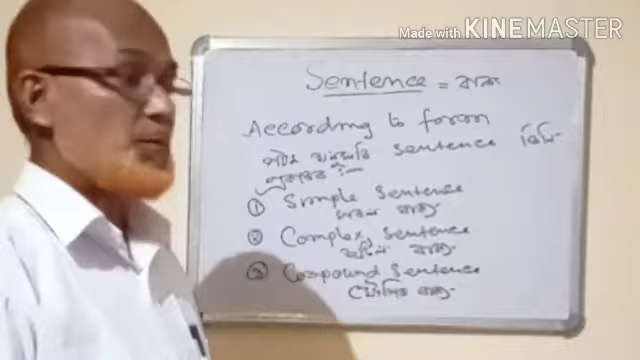 Made with KINEMASTER
Sentence = বাক্য
According to form
গঠন অনুযায়ী sentence তিন
প্রকার :—
① Simple Sentence
সরল বাক্য
② Complex Sentence
জটিল বাক্য
③ Compound Sentence
যৌগিক বাক্য